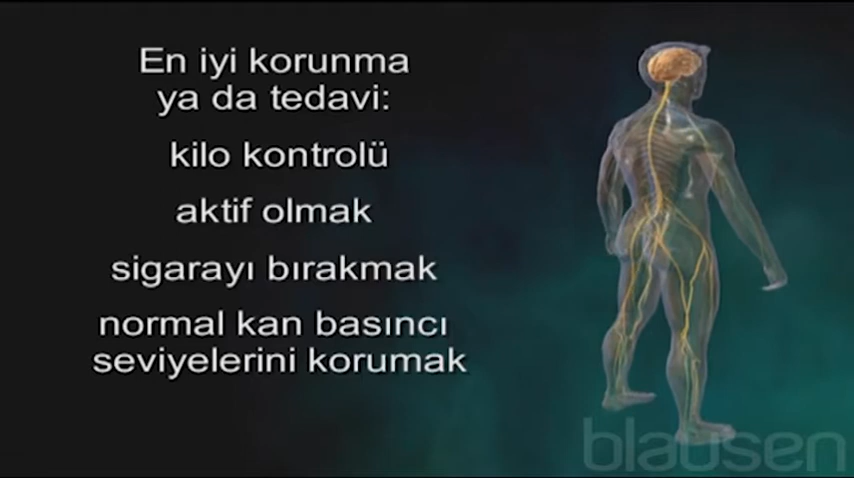 En iyi korunma
ya da tedavi:
kilo kontrolü
aktif olmak
sigarayı bırakmak
normal kan basıncı
seviyelerini korumak
blausen